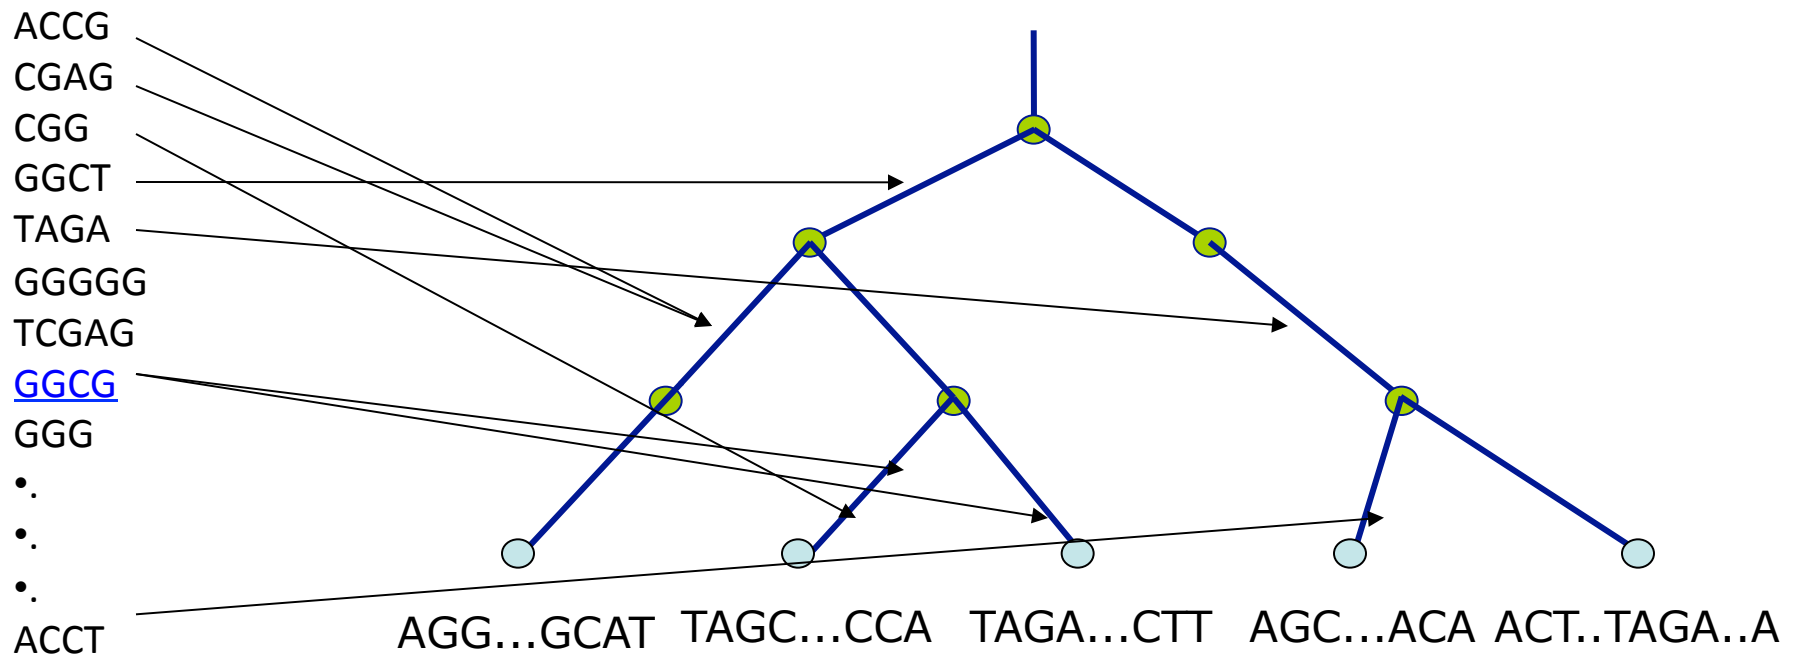 ACCG
CGAG
CGG
GGCT
TAGA
GGGGG
TCGAG
GGCG
GGG
•.
•.
•.
ACCT
AGG...GCAT TAGC...CCA TAGA...CTT AGC...ACA ACT..TAGA..A